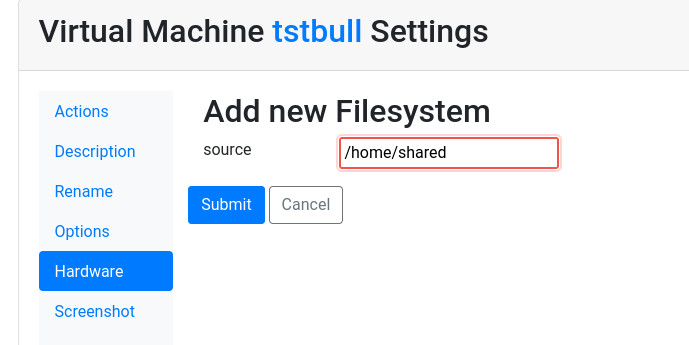 Virtual Machine tstbull Settings
Actions
Description
Rename
Options
Hardware
Screenshot
Add new Filesystem
source /home/shared
Submit Cancel